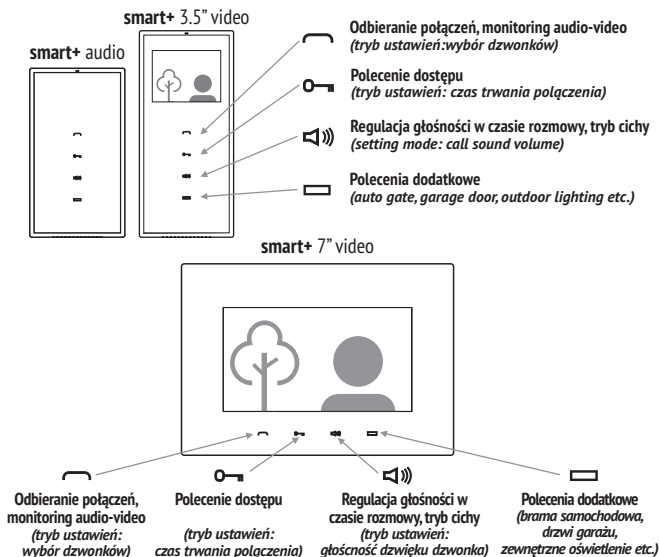 smart+ 3.5” video
smart+ audio
Odbieranie połączeń, monitoring audio-video
(tryb ustawień:wybór dzwonków)
Polecenie dostępu
(tryb ustawień: czas trwania polączenia)
Regulacja głośności w czasie rozmowy, tryb cichy
(setting mode: call sound volume)
Polecenia dodatkowe
(auto gate, garage door, outdoor lighting etc.)
smart+ 7” video
Odbieranie połączeń,
monitoring audio-video
(tryb ustawień:
wybór dzwonków)
Polecenie dostępu
(tryb ustawień:
czas trwania polączenia)
Regulacja głośności w
czasie rozmowy, tryb cichy
(tryb ustawień:
głoścność dzwięku dzwonka)
Polecenia dodatkowe
(brama samochodowa,
drzwi garażu,
zewnętrzne oświetlenie etc)